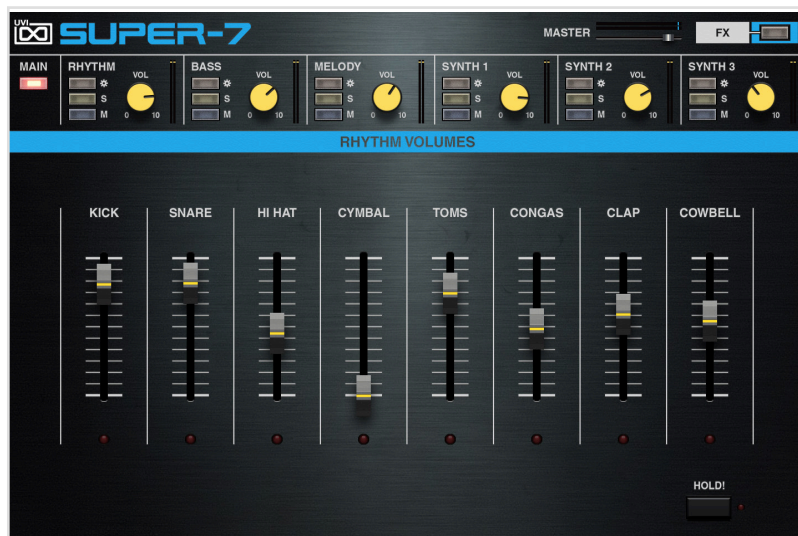 UVI SUPER-7
MASTER
FX
MAIN RHYTHM BASS MELODY SYNTH 1 SYNTH 2 SYNTH 3
VOL VOL VOL VOL VOL VOL
S S S S S S
M M M M M M
0 10 0 10 0 10 0 10 0 10 0 10
RHYTHM VOLUMES
KICK SNARE HI HAT CYMBAL TOMS CONGAS CLAP COWBELL
HOLD!